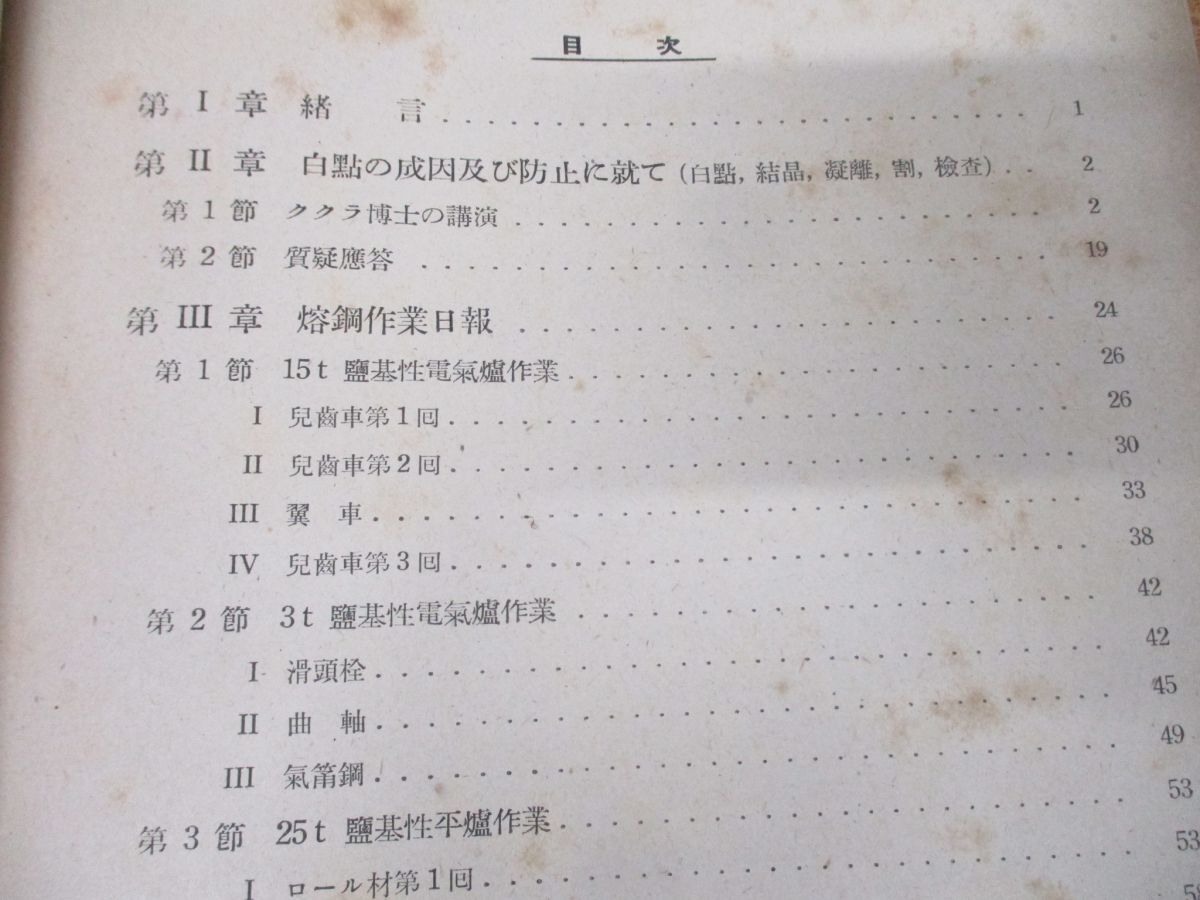 目　次
第 I 章　緒　言 1
第 II 章　白點の成因及び防止に就て (白點, 結晶, 凝離, 割, 檢查) 2
第 1 節　ククラ博士の講演 2
第 2 節　質疑應答 19
第 III 章　熔鋼作業日報 24
第 1 節　15t 鹽基性電氣爐作業 26
I 兒齒車第1回 26
II 兒齒車第2回 30
III 翼　車 33
IV 兒齒車第3回 38
第 2 節　3t 鹽基性電氣爐作業 42
I 滑頭栓 42
II 曲　軸 45
III 氣筩鋼 49
第 3 節　25t 鹽基性平爐作業 53
I ロール材第1回 53